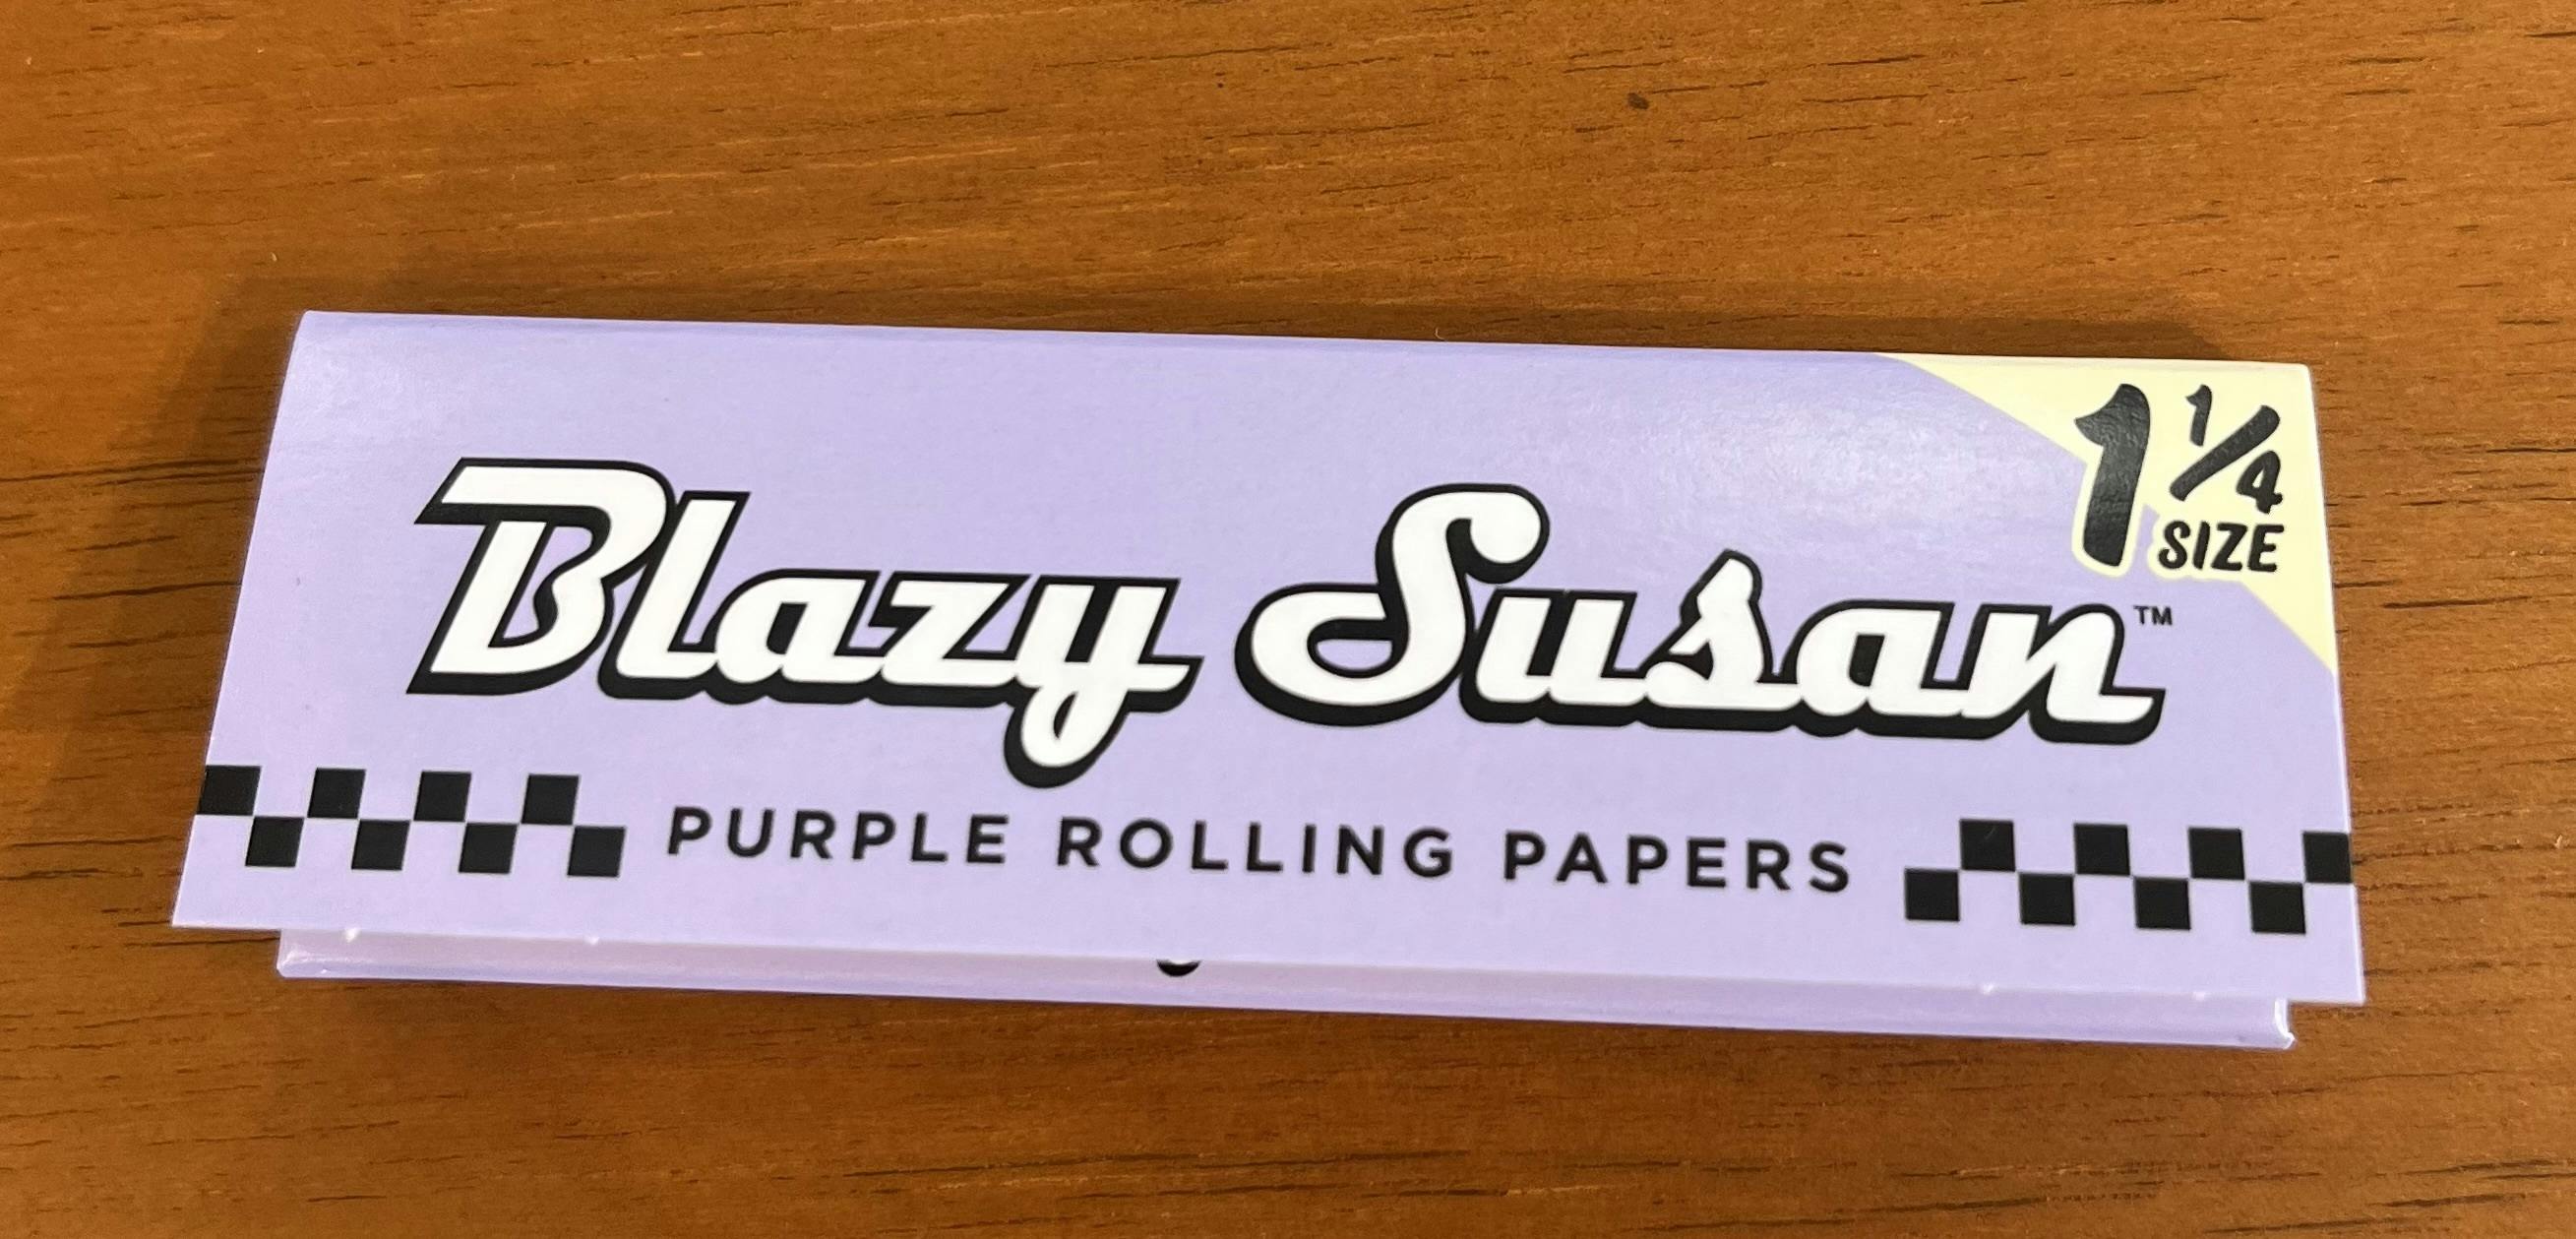 1 1/4
SIZE
Blazy Susan™
PURPLE ROLLING PAPERS